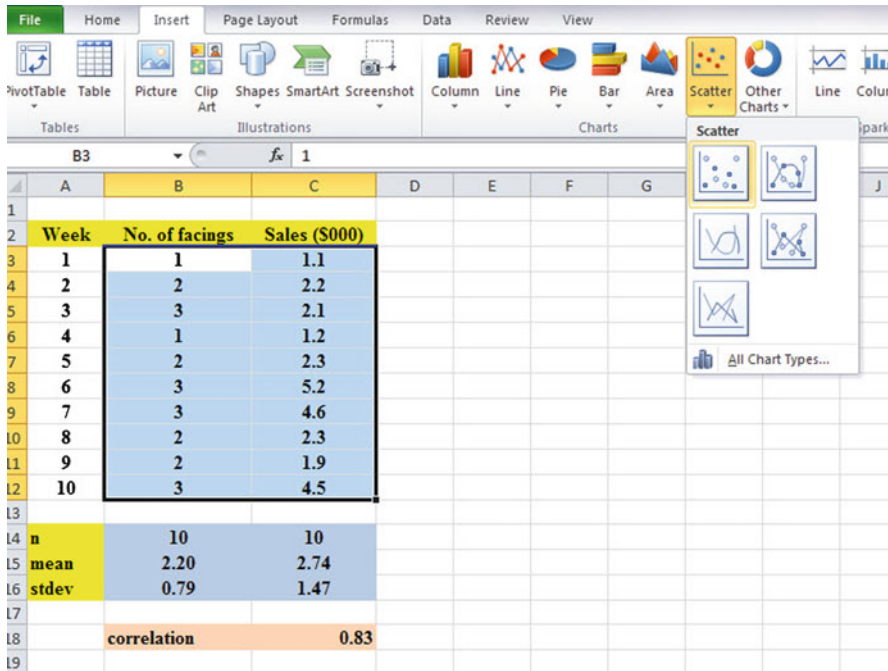 File Home Insert Page Layout Formulas Data Review View
PivotTable Table Picture Clip Art Shapes SmartArt Screenshot Column Line Pie Bar Area Scatter Other Charts Line
Tables Illustrations Charts
Scatter
B3 fx 1
A B C D E F G J
1
2 Week No. of facings Sales ($000)
3 1 1 1.1
4 2 2 2.2
5 3 3 2.1
6 4 1 1.2
7 5 2 2.3
8 6 3 5.2
9 7 3 4.6
10 8 2 2.3
11 9 2 1.9
12 10 3 4.5
13
14 n 10 10
15 mean 2.20 2.74
16 stdev 0.79 1.47
17
18 correlation 0.83
19
All Chart Types...